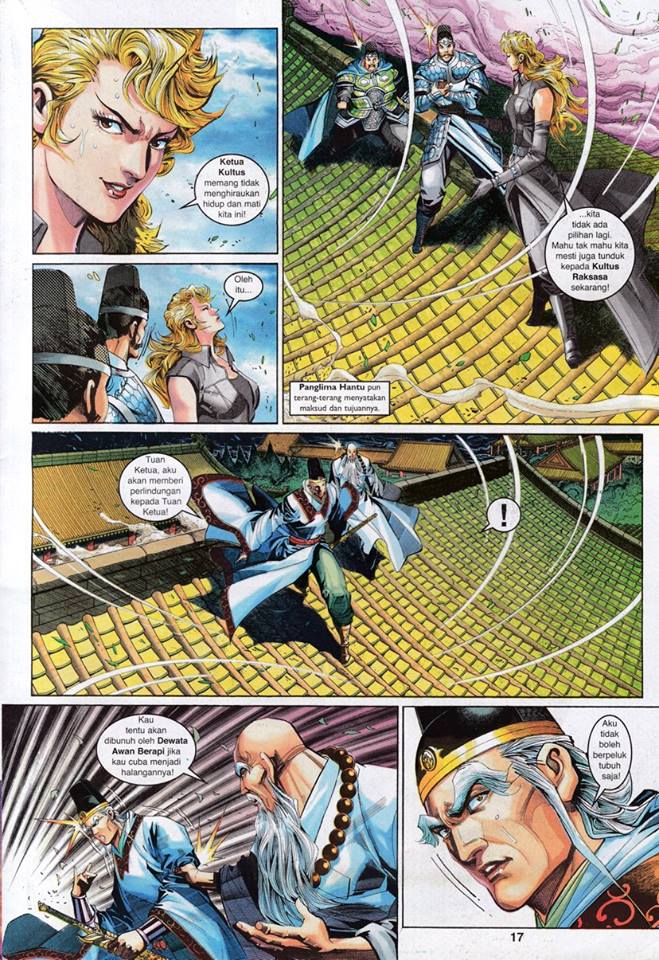 Ketua
Kultus
memang tidak
menghiraukan
hidup dan mati
kita ini!
...kita
tidak ada
pilihan lagi.
Mahu tak mahu kita
mesti juga tunduk
kepada Kultus
Raksasa
sekarang!
Oleh
itu...
Panglima Hantu pun
terang-terang menyatakan
maksud dan tujuannya.
Tuan
Ketua, aku
akan memberi
perlindungan
kepada Tuan
Ketua!
!
Kau
tentu akan
dibunuh oleh Dewata
Awan Berapi jika
kau cuba menjadi
halangannya!
Aku
tidak
boleh
berpeluk
tubuh
saja!
17